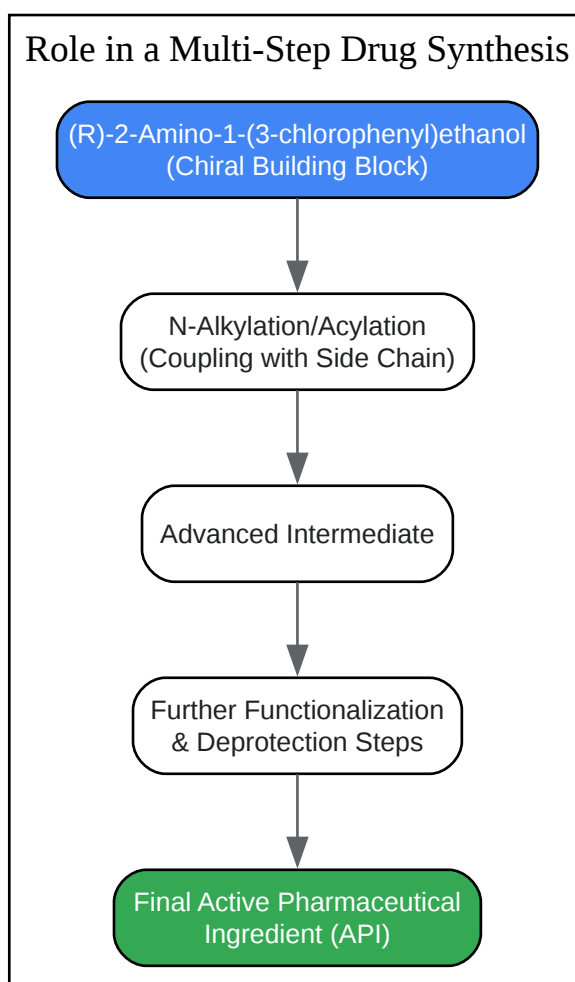 Role in a Multi-Step Drug Synthesis
(R)-2-Amino-1-(3-chlorophenyl)ethanol
(Chiral Building Block)
N-Alkylation/Acylation
(Coupling with Side Chain)
Advanced Intermediate
Further Functionalization
& Deprotection Steps
Final Active Pharmaceutical
Ingredient (API)